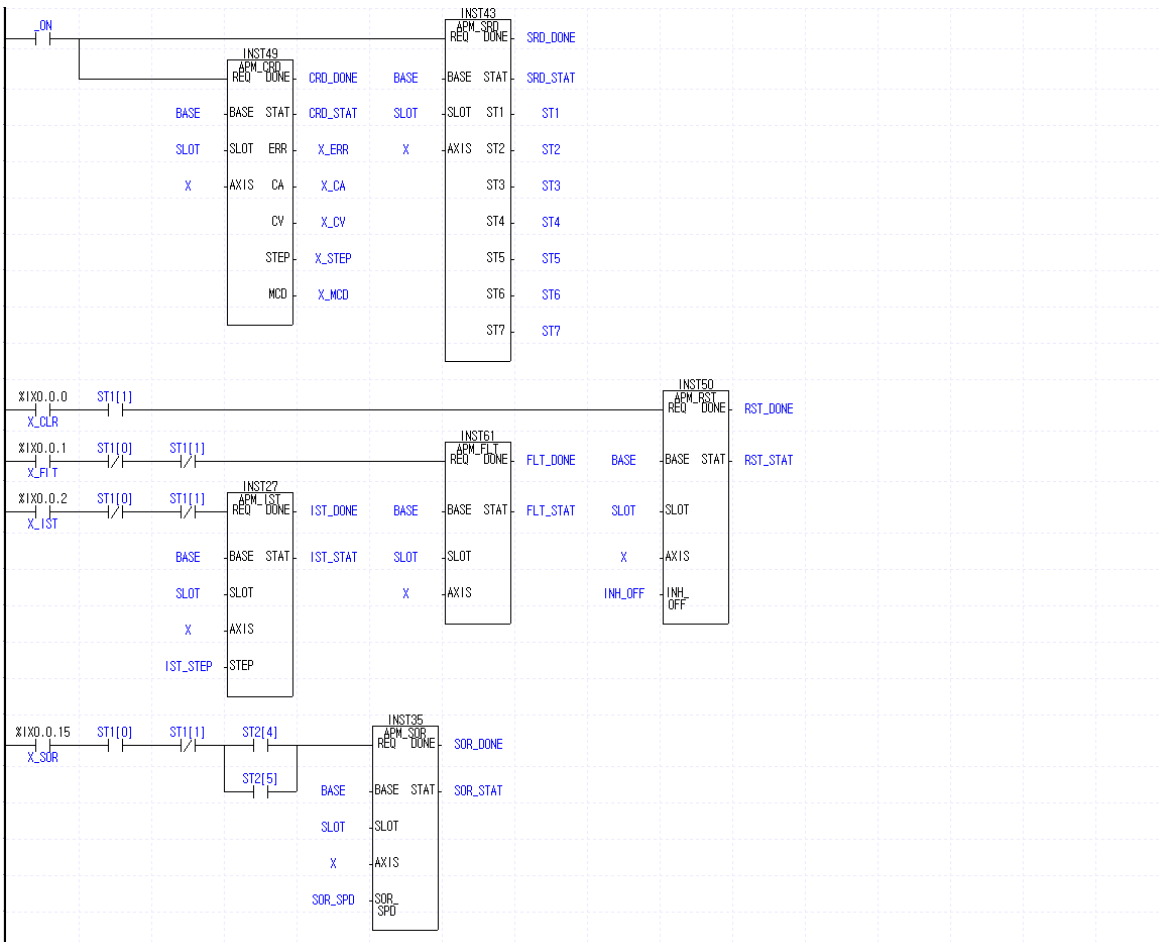 INST43
_ON APM_SRD
REQ DONE SRD_DONE
INST49
APM_CRD
REQ DONE CRD_DONE BASE BASE STAT SRD_STAT
BASE BASE STAT CRD_STAT SLOT SLOT ST1 ST1
SLOT SLOT ERR X_ERR X AXIS ST2 ST2
X AXIS CA X_CA ST3 ST3
CV X_CV ST4 ST4
STEP X_STEP ST5 ST5
MCD X_MCD ST6 ST6
ST7 ST7
INST50
%IX0.0.0 ST1[1] APM_RST
REQ DONE RST_DONE
X_CLR
INST61
%IX0.0.1 ST1[0] ST1[1] APM_FLT
REQ DONE FLT_DONE BASE BASE STAT RST_STAT
X_FLT
INST27
%IX0.0.2 ST1[0] ST1[1] APM_IST
REQ DONE IST_DONE BASE BASE STAT FLT_STAT SLOT SLOT
X_IST
BASE BASE STAT IST_STAT SLOT SLOT X AXIS
SLOT SLOT X AXIS INH_OFF INH_
OFF
X AXIS
IST_STEP STEP
INST35
%IX0.0.15 ST1[0] ST1[1] ST2[4] APM_SOR
REQ DONE SOR_DONE
X_SOR
ST2[5]
BASE BASE STAT SOR_STAT
SLOT SLOT
X AXIS
SOR_SPD SOR_
SPD